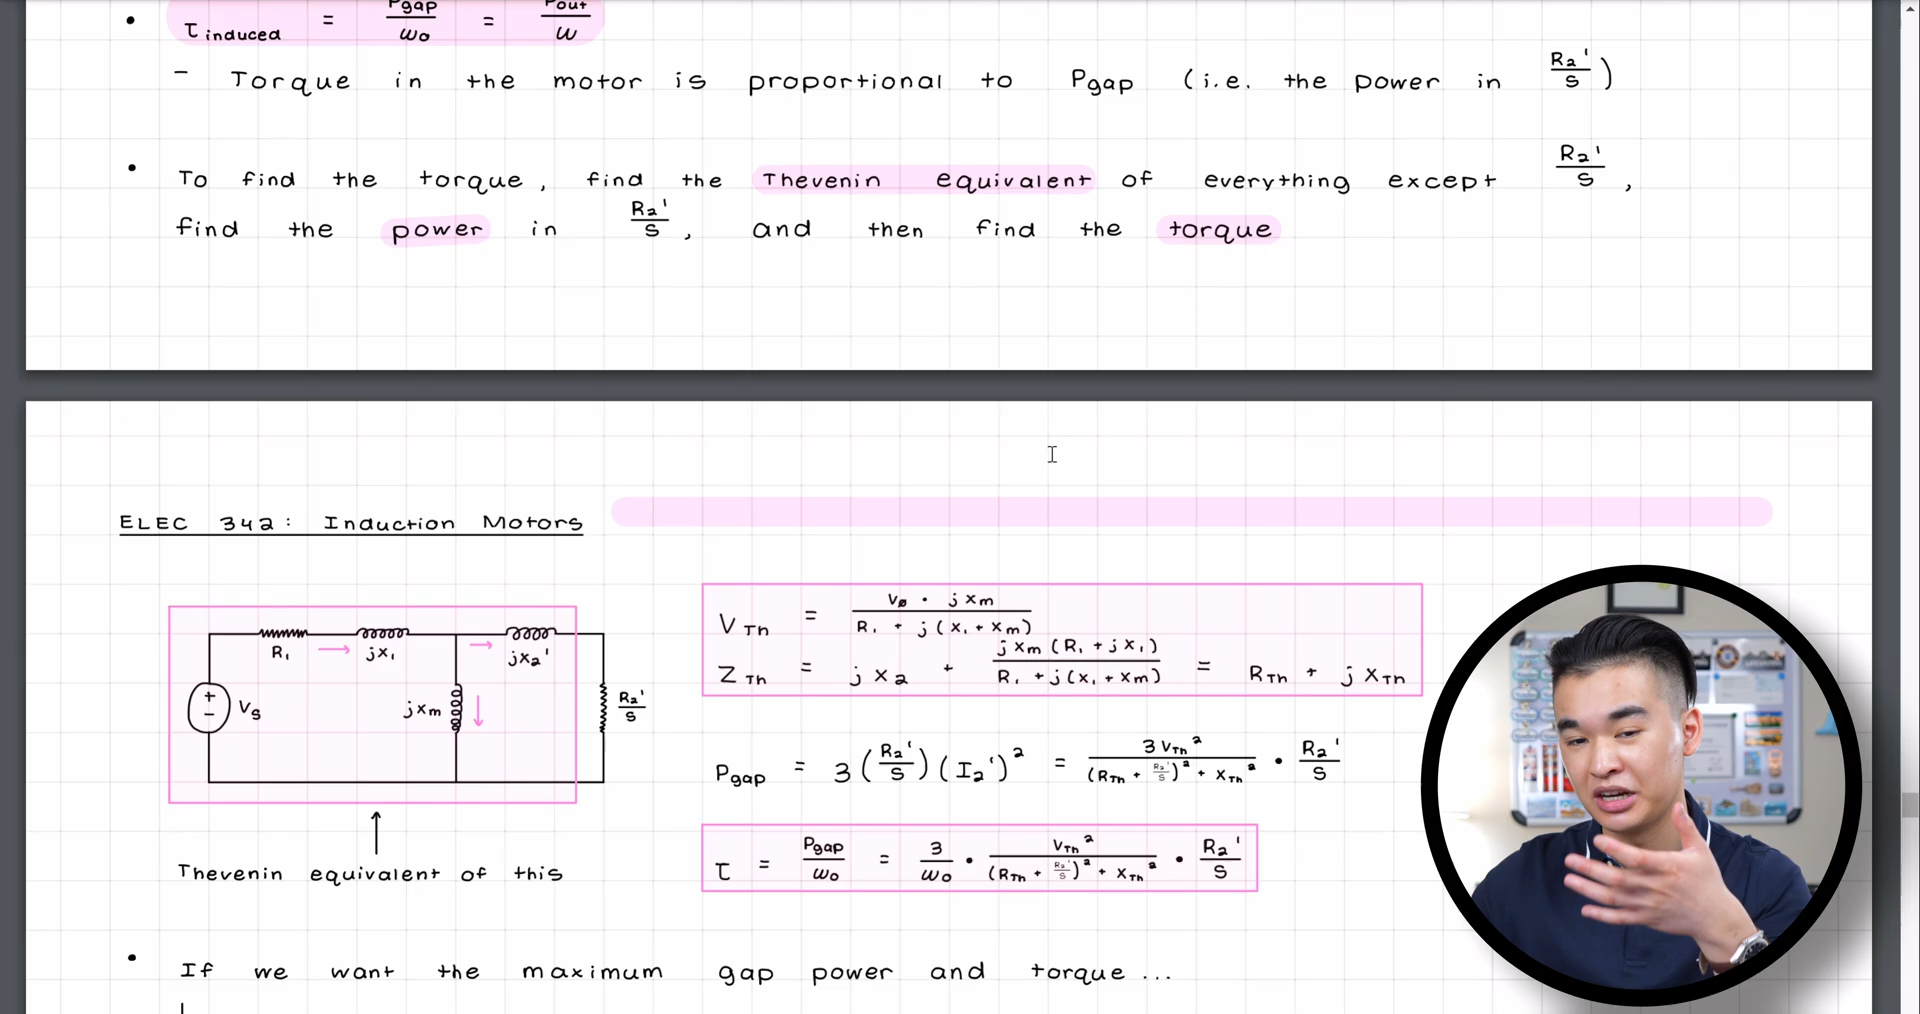 • τ induced = Pgap / ωo = Pout / ω
– Torque in the motor is proportional to Pgap (i.e. the power in R2' / S)
• To find the torque, find the Thevenin equivalent of everything except R2' / S,
find the power in R2' / S, and then find the torque
ELEC 342: Induction Motors
R1
jX1
jX2'
+
–
Vs
jXm
R2' / S
Thevenin equivalent of this
VTh = Vø · jXm / R1 + j(X1 + Xm)
ZTh = jX2 + jXm(R1 + jX1) / R1 + j(X1 + Xm) = RTh + jXTh
Pgap = 3(R2' / S)(I2')² = 3VTh² / (RTh + R2' / S)² + XTh² · R2' / S
τ = Pgap / ωo = 3 / ωo · VTh² / (RTh + R2' / S)² + XTh² · R2' / S
• If we want the maximum gap power and torque...